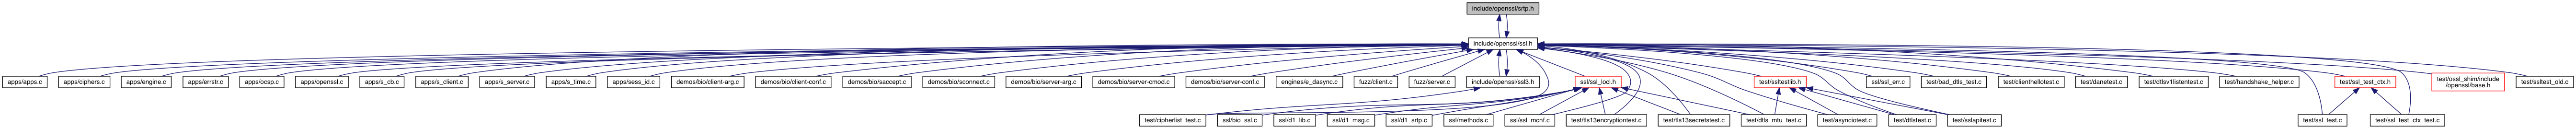 include/openssl/srtp.h
include/openssl/ssl.h
apps/apps.c
apps/ciphers.c
apps/engine.c
apps/errstr.c
apps/ocsp.c
apps/openssl.c
apps/s_cb.c
apps/s_client.c
apps/s_server.c
apps/s_time.c
apps/sess_id.c
demos/bio/client-arg.c
demos/bio/client-conf.c
demos/bio/saccept.c
demos/bio/sconnect.c
demos/bio/server-arg.c
demos/bio/server-cmod.c
demos/bio/server-conf.c
engines/e_dasync.c
fuzz/client.c
fuzz/server.c
include/openssl/ssl3.h
ssl/ssl_locl.h
test/ssltestlib.h
ssl/ssl_err.c
test/bad_dtls_test.c
test/clienthellotest.c
test/danetest.c
test/dtlsv1listentest.c
test/handshake_helper.c
test/ssl_test_ctx.h
test/ossl_shim/include
/openssl/base.h
test/ssltest_old.c
test/cipherlist_test.c
ssl/bio_ssl.c
ssl/d1_lib.c
ssl/d1_msg.c
ssl/d1_srtp.c
ssl/methods.c
ssl/ssl_mcnf.c
test/tls13encryptiontest.c
test/tls13secretstest.c
test/dtls_mtu_test.c
test/asynciotest.c
test/dtlstest.c
test/sslapitest.c
test/ssl_test.c
test/ssl_test_ctx_test.c